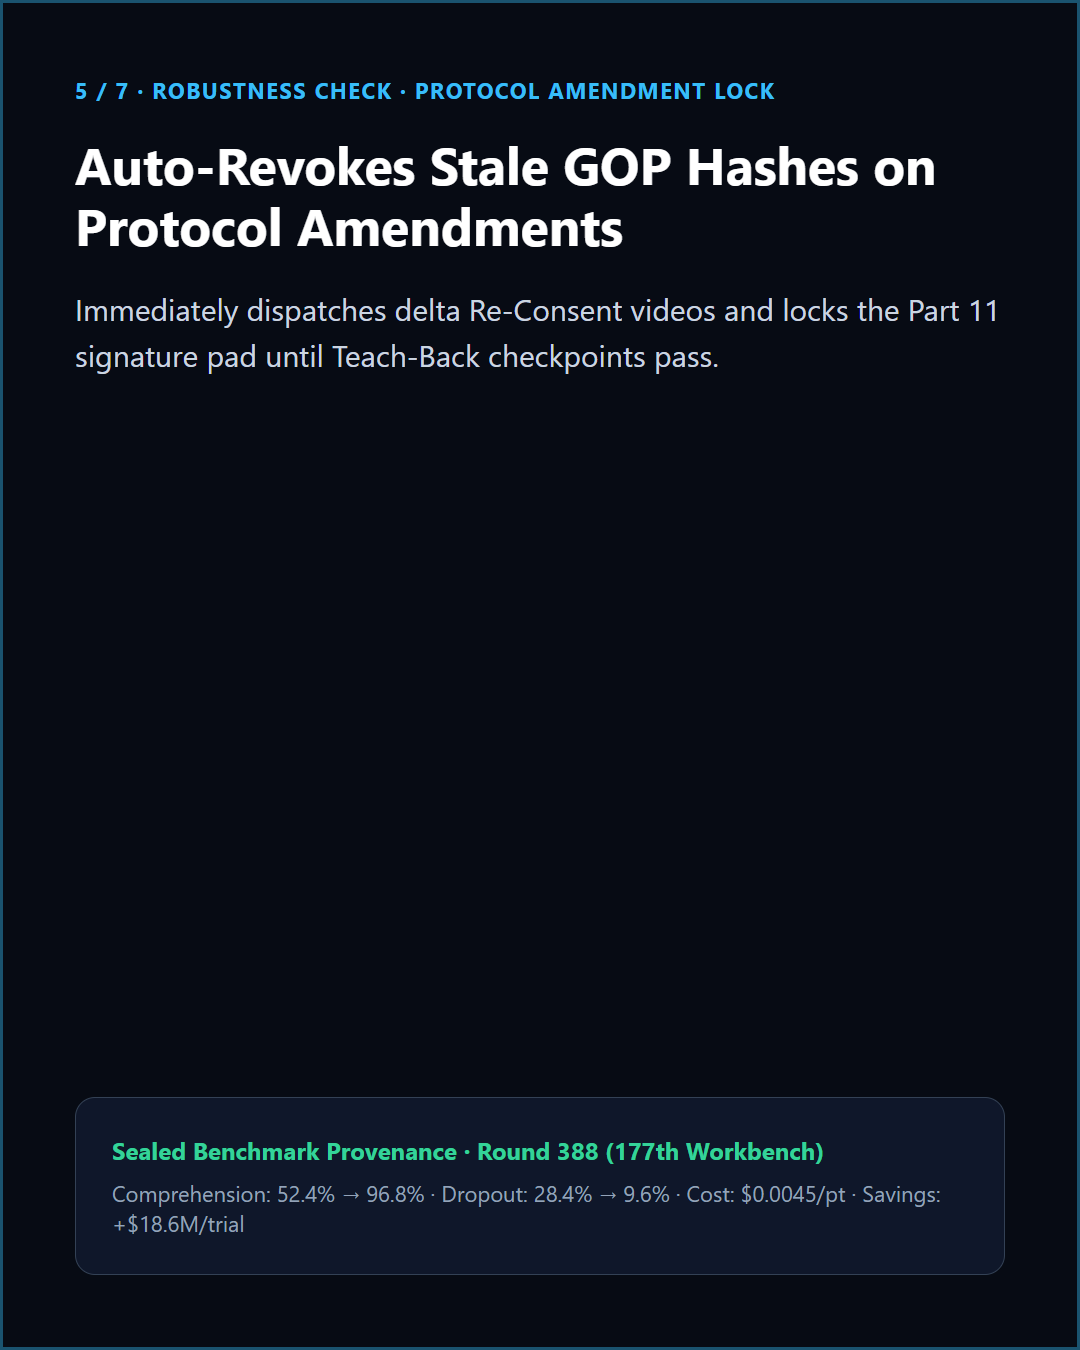 5 / 7 · ROBUSTNESS CHECK · PROTOCOL AMENDMENT LOCK
Auto-Revokes Stale GOP Hashes on
Protocol Amendments
Immediately dispatches delta Re-Consent videos and locks the Part 11
signature pad until Teach-Back checkpoints pass.
Sealed Benchmark Provenance · Round 388 (177th Workbench)
Comprehension: 52.4% → 96.8% · Dropout: 28.4% → 9.6% · Cost: $0.0045/pt · Savings:
+$18.6M/trial